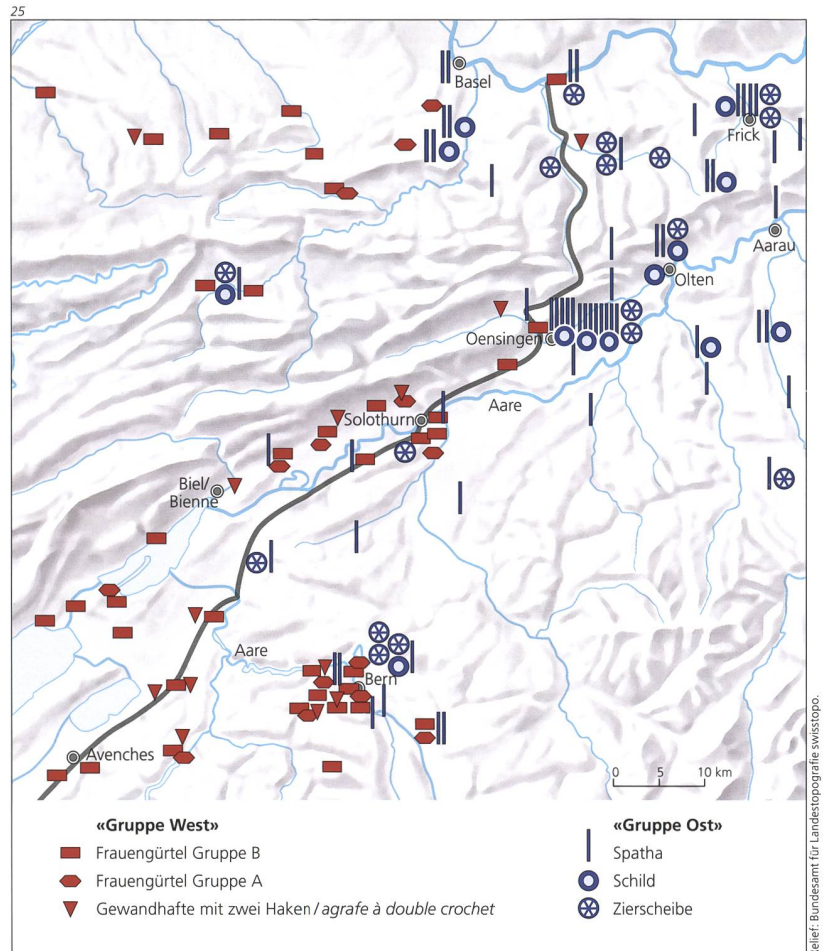 25
Basel
Frick
Aarau
Olten
Oensingen
Aare
Solothurn
Biel/
Bienne
Aare
Bern
Avenches
0 5 10 km
«Gruppe West»
Frauengürtel Gruppe B
Frauengürtel Gruppe A
Gewandhafte mit zwei Haken / agrafe à double crochet
«Gruppe Ost»
Spatha
Schild
Zierscheibe
Relief: Bundesamt für Landestopografie swisstopo.